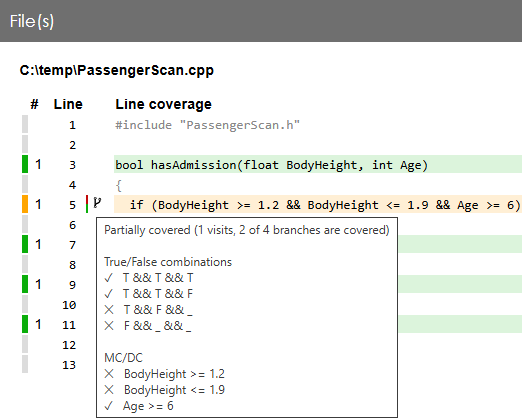 File(s)
C:\temp\PassengerScan.cpp
# Line Line coverage
1 #include "PassengerScan.h"
2
1 3 bool hasAdmission(float BodyHeight, int Age)
4 {
1 5 if (BodyHeight >= 1.2 && BodyHeight <= 1.9 && Age >= 6)
6
Partially covered (1 visits, 2 of 4 branches are covered)
1 7
8
True/False combinations
✓ T && T && T
1 9
✓ T && T && F
10
✕ T && F && _
1 11
✕ F && _ && _
12
MC/DC
13
✕ BodyHeight >= 1.2
✕ BodyHeight <= 1.9
✓ Age >= 6